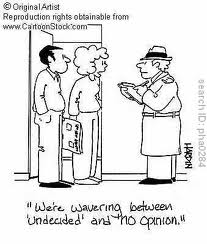 © Original Artist
Reproduction rights obtainable from
www.CartoonStock.com
search ID: pha0284
"We're wavering between
'undecided' and "no opinion."